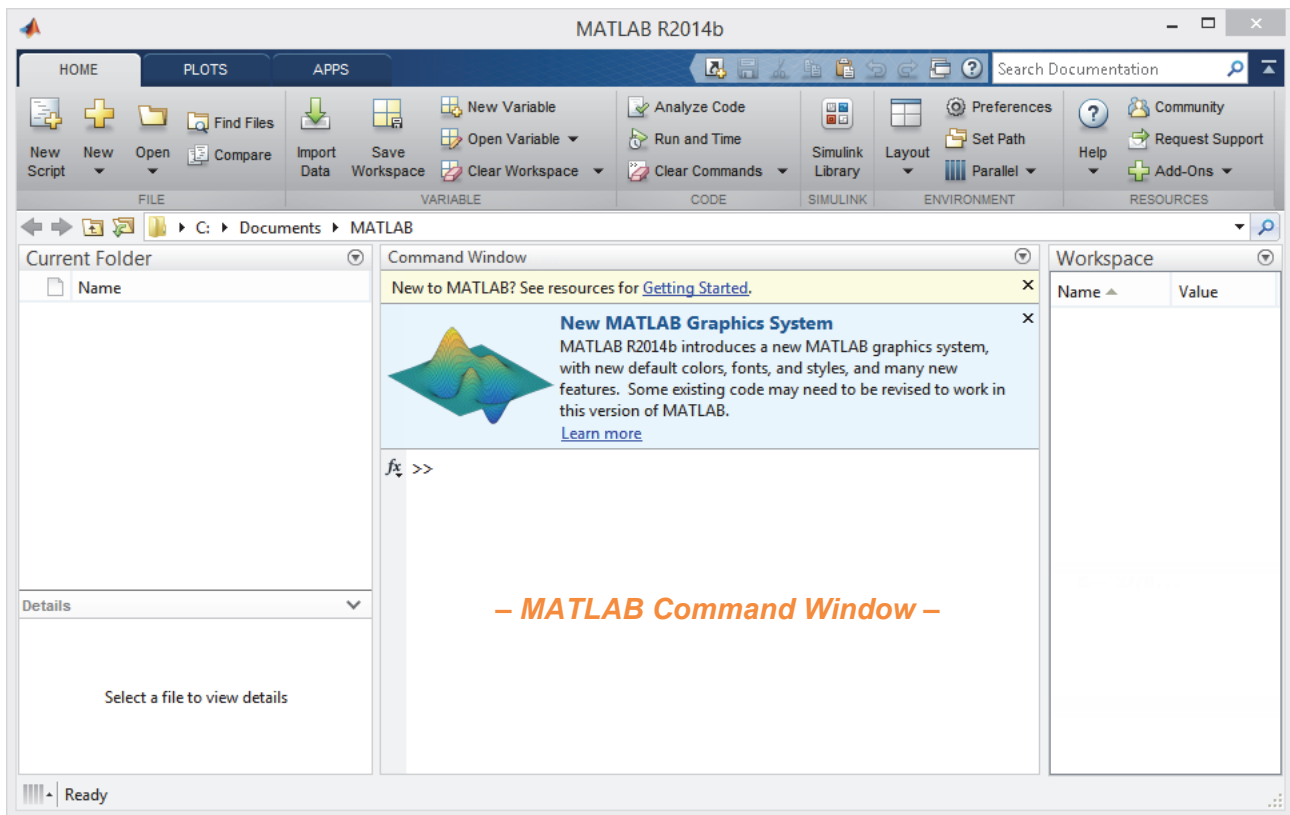 MATLAB R2014b
HOME PLOTS APPS
Search Documentation
New Script
New
Open
Find Files
Compare
FILE
Import Data
Save Workspace
New Variable
Open Variable
Clear Workspace
VARIABLE
Analyze Code
Run and Time
Clear Commands
CODE
Simulink Library
SIMULINK
Layout
Preferences
Set Path
Parallel
ENVIRONMENT
? Help
Community
Request Support
Add-Ons
RESOURCES
C: Documents MATLAB
Current Folder
Name
Details
Select a file to view details
Command Window
New to MATLAB? See resources for Getting Started.
New MATLAB Graphics System
MATLAB R2014b introduces a new MATLAB graphics system,
with new default colors, fonts, and styles, and many new
features. Some existing code may need to be revised to work in
this version of MATLAB.
Learn more
fx >>
– MATLAB Command Window –
Workspace
Name Value
Ready